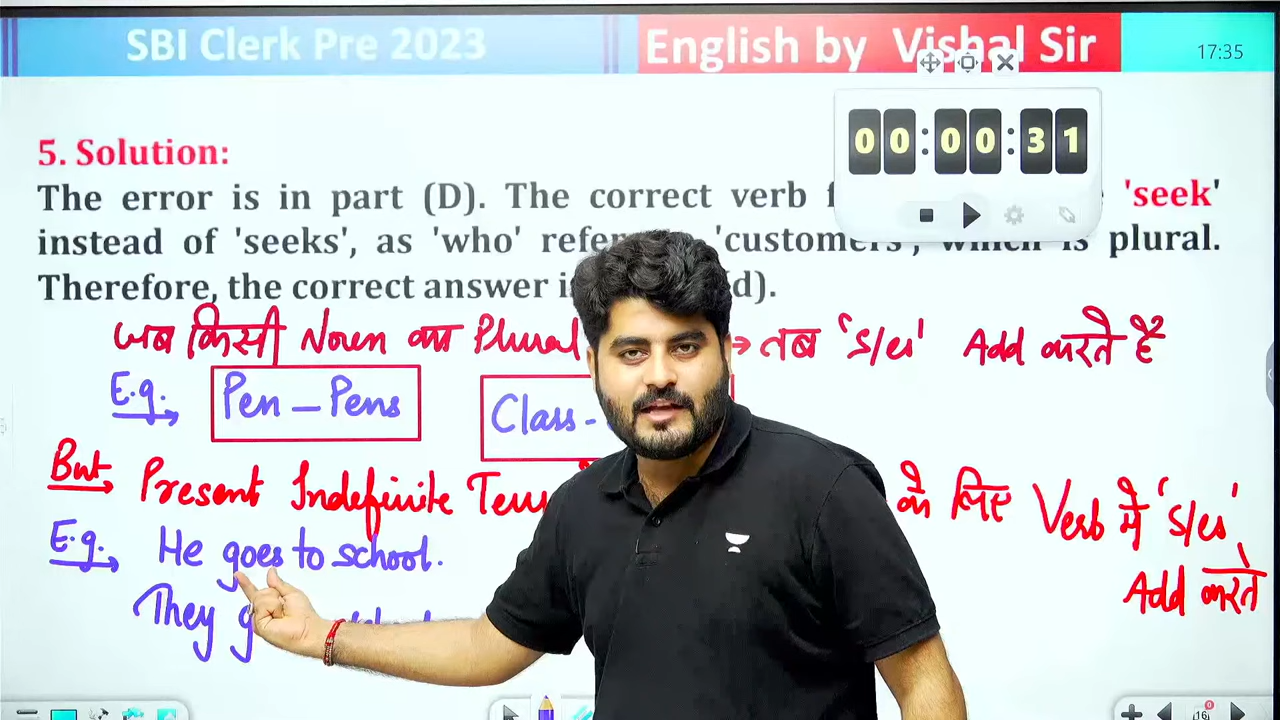 SBI Clerk Pre 2023
English by Vishal Sir
17:35
00:00:31
5. Solution:
The error is in part (D). The correct verb 'seek'
instead of 'seeks', as 'who' 'customers', which is plural.
Therefore, the correct answer (d).
जब किसी Noun का Plural → तब 's/es' Add करते है
E.g. Pen - Pens Class -
But Present Indefinite के लिए Verb में 's/es'
Add करते
E.g. He goes to school.
They
16